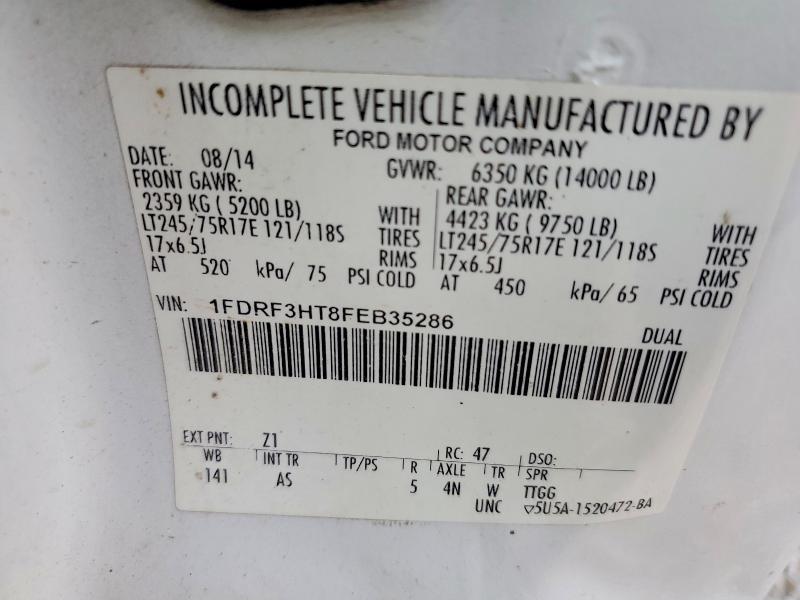 INCOMPLETE VEHICLE MANUFACTURED BY
FORD MOTOR COMPANY
DATE: 08/14 GVWR: 6350 KG (14000 LB)
FRONT GAWR: REAR GAWR:
2359 KG ( 5200 LB) WITH 4423 KG ( 9750 LB) WITH
LT245/75R17E 121/118S TIRES LT245/75R17E 121/118S TIRES
17x6.5J RIMS 17x6.5J RIMS
AT 520 kPa/ 75 PSI COLD AT 450 kPa/ 65 PSI COLD
VIN: 1FDRF3HT8FEB35286 DUAL
EXT PNT: Z1 RC: 47 DSO:
WB INT TR TP/PS R AXLE TR SPR
141 AS 5 4N W TTGG
UNC ▽5U5A-1520472-BA